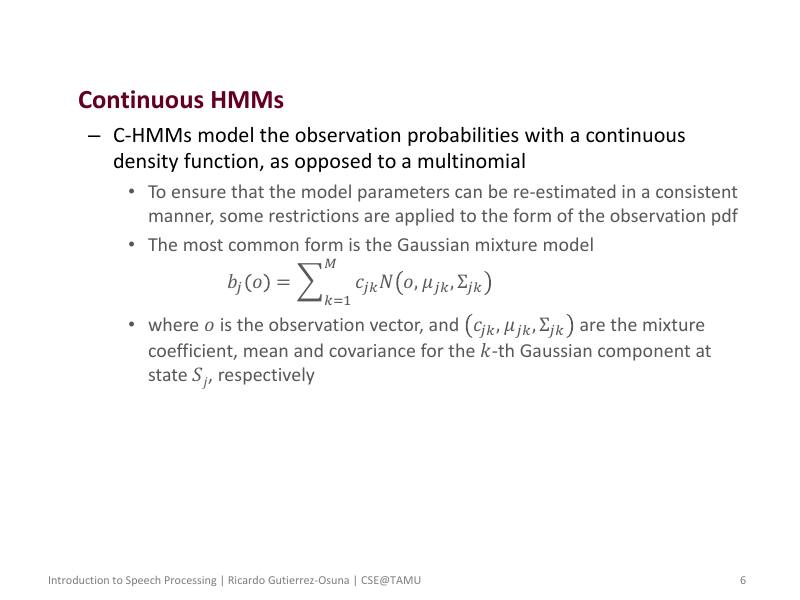 Continuous HMMs
– C-HMMs model the observation probabilities with a continuous
density function, as opposed to a multinomial
• To ensure that the model parameters can be re-estimated in a consistent
manner, some restrictions are applied to the form of the observation pdf
• The most common form is the Gaussian mixture model
b_j(o) = ∑_{k=1}^{M} c_{jk} N(o, μ_{jk}, Σ_{jk})
• where o is the observation vector, and (c_{jk}, μ_{jk}, Σ_{jk}) are the mixture
coefficient, mean and covariance for the k-th Gaussian component at
state S_j, respectively
Introduction to Speech Processing | Ricardo Gutierrez-Osuna | CSE@TAMU 6